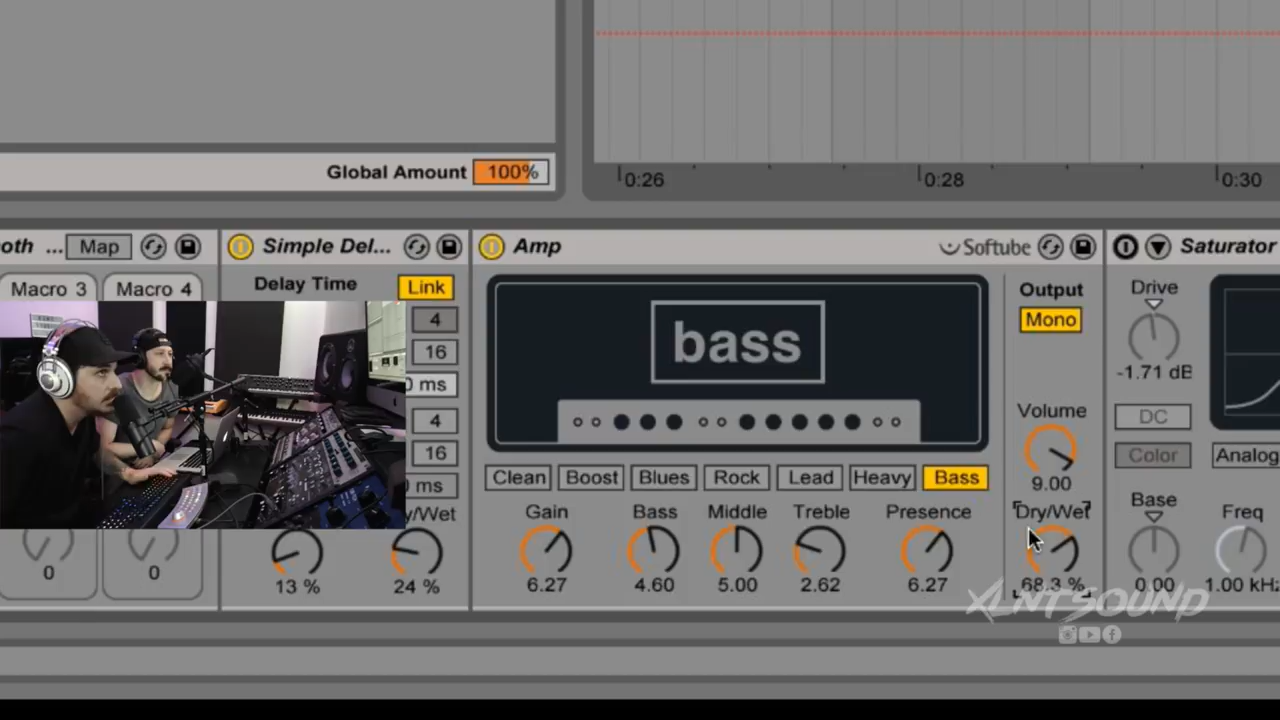 Global Amount 100%
0:26 0:28 0:30
oth ... Map
Macro 3 Macro 4
0 0
Simple Del...
Delay Time Link
4
16
0 ms
4
16
0 ms
y/Wet
13 % 24 %
Amp Softube
bass
Clean Boost Blues Rock Lead Heavy Bass
Gain Bass Middle Treble Presence
6.27 4.60 5.00 2.62 6.27
Output
Mono
Volume
9.00
Dry/Wet
68.3 %
Saturator
Drive
-1.71 dB
DC
Color
Analog
Base Freq
0.00 1.00 kHz
XLNTSOUND